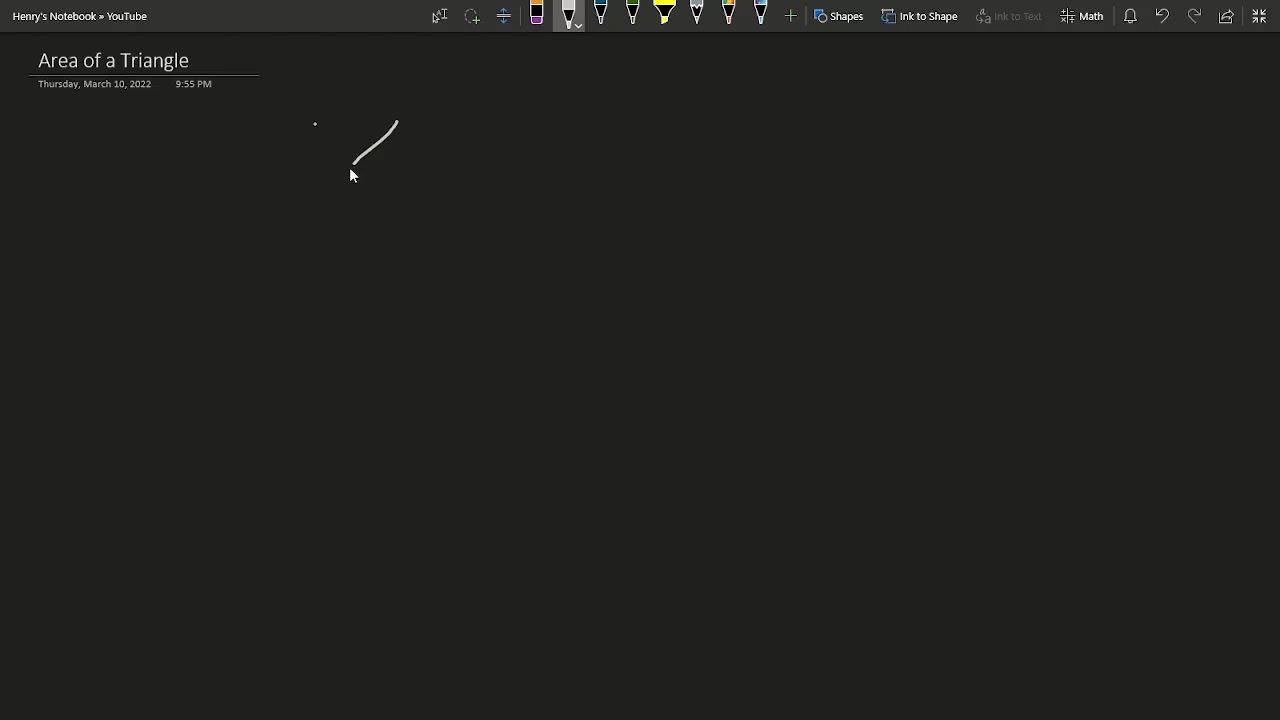 Henry's Notebook » YouTube
Shapes
Ink to Shape
Ink to Text
Math
Area of a Triangle
Thursday, March 10, 2022 9:55 PM